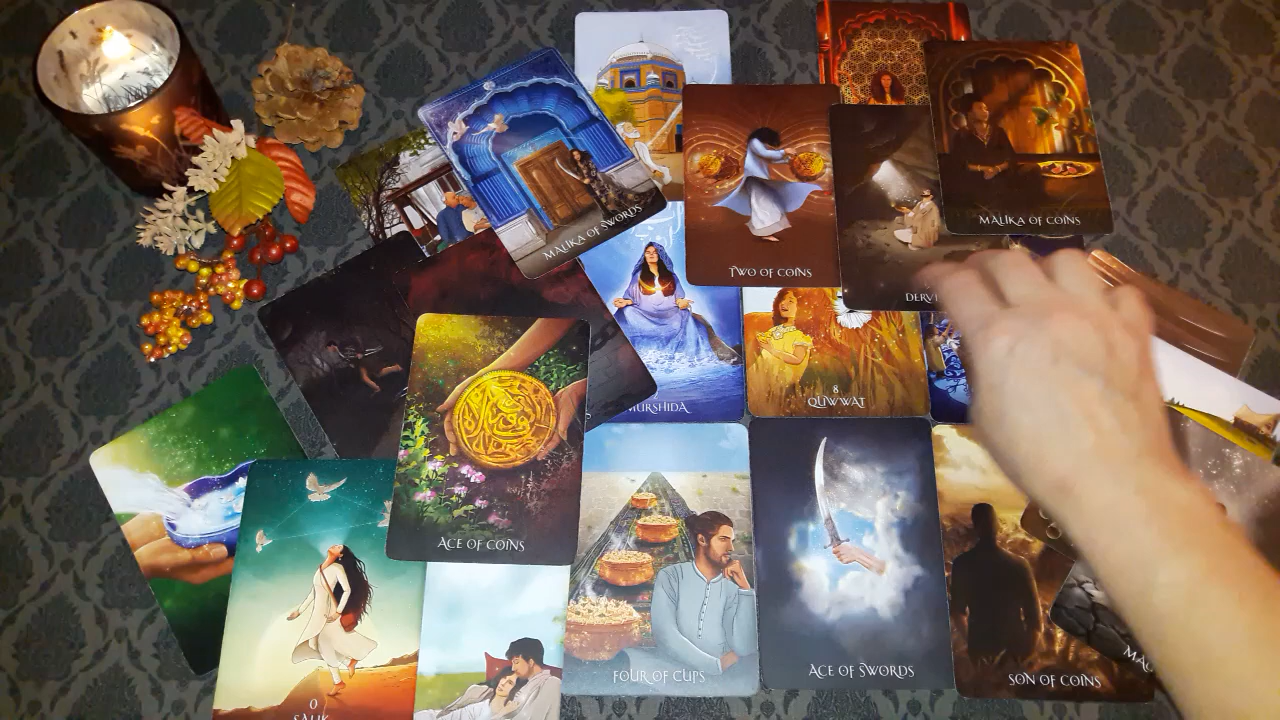 MALIKA OF SWORDS
TWO OF COINS
MALIKA OF COINS
MURSHIDA
8
QUWWAT
ACE OF COINS
FOUR OF CUPS
ACE OF SWORDS
SON OF COINS
0
SALIK